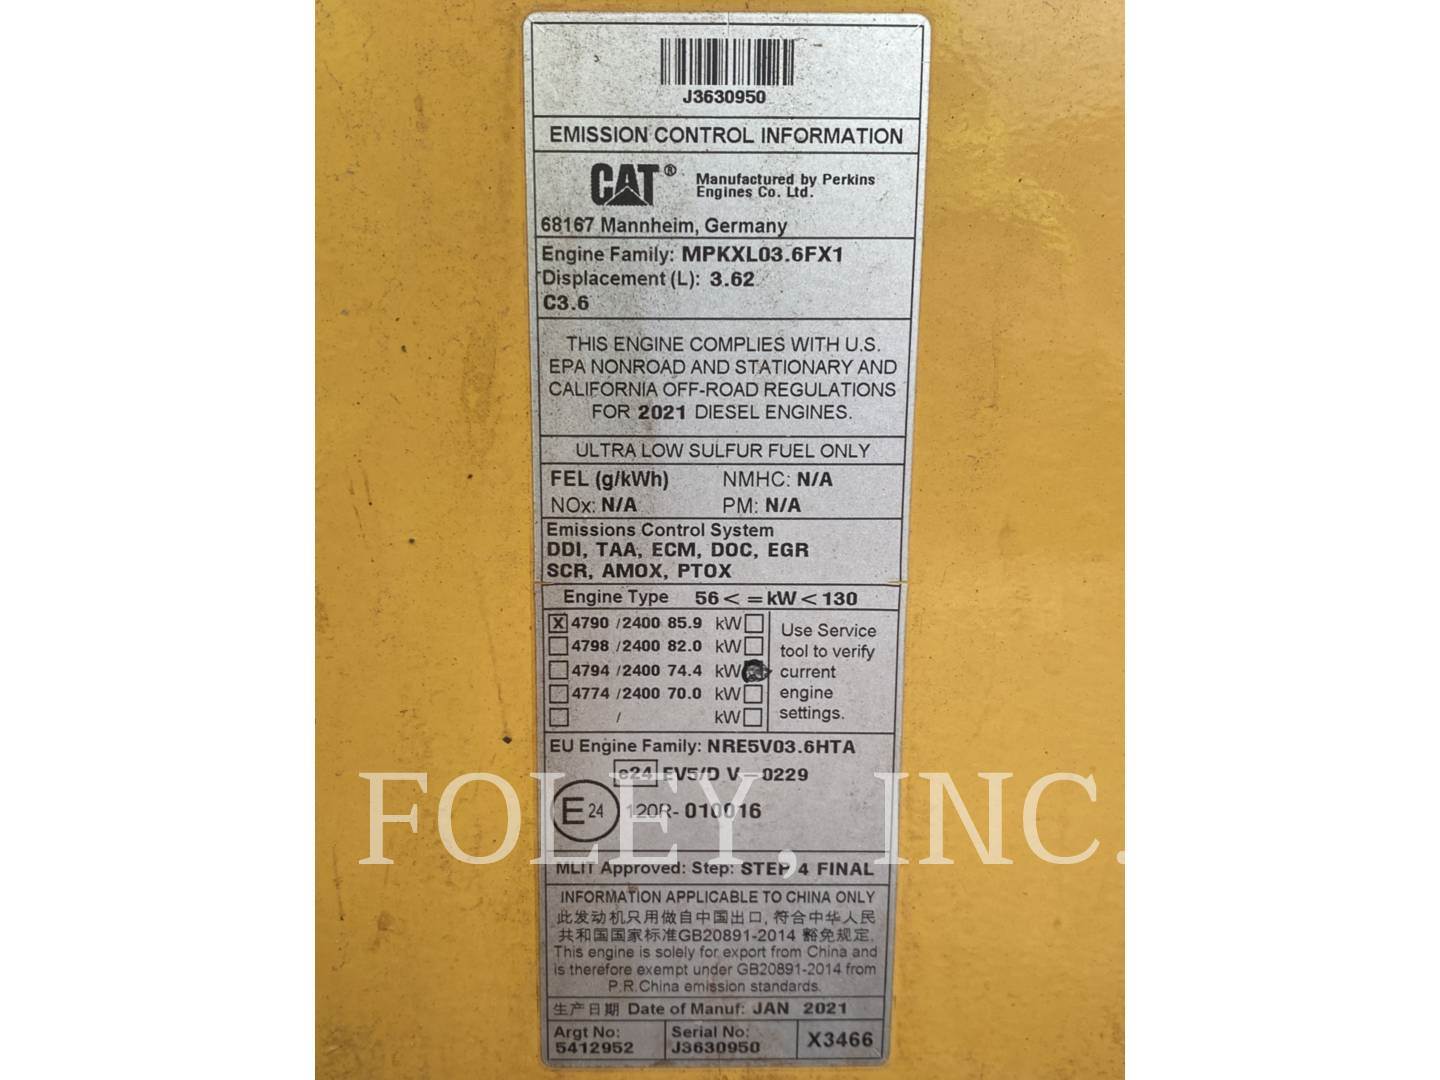 J3630950
EMISSION CONTROL INFORMATION
CAT® Manufactured by Perkins
Engines Co. Ltd.
68167 Mannheim, Germany
Engine Family: MPKXL03.6FX1
Displacement (L): 3.62
C3.6
THIS ENGINE COMPLIES WITH U.S.
EPA NONROAD AND STATIONARY AND
CALIFORNIA OFF-ROAD REGULATIONS
FOR 2021 DIESEL ENGINES.
ULTRA LOW SULFUR FUEL ONLY
FEL (g/kWh) NMHC: N/A
NOx: N/A PM: N/A
Emissions Control System
DDI, TAA, ECM, DOC, EGR
SCR, AMOX, PTOX
Engine Type 56 < = kW < 130
X 4790 / 2400 85.9 kW
4798 / 2400 82.0 kW
4794 / 2400 74.4 kW
4774 / 2400 70.0 kW
/ kW
Use Service
tool to verify
current
engine
settings.
EU Engine Family: NRE5V03.6HTA
e24 EV5/D V-0229
E 24 120R- 010016
FOLEY, INC.
MLIT Approved: Step: STEP 4 FINAL
INFORMATION APPLICABLE TO CHINA ONLY
此发动机只用做自中国出口, 符合中华人民
共和国国家标准GB20891-2014 豁免规定.
This engine is solely for export from China and
is therefore exempt under GB20891-2014 from
P.R.China emission standards.
生产日期 Date of Manuf: JAN 2021
Argt No: Serial No:
5412952 J3630950 X3466